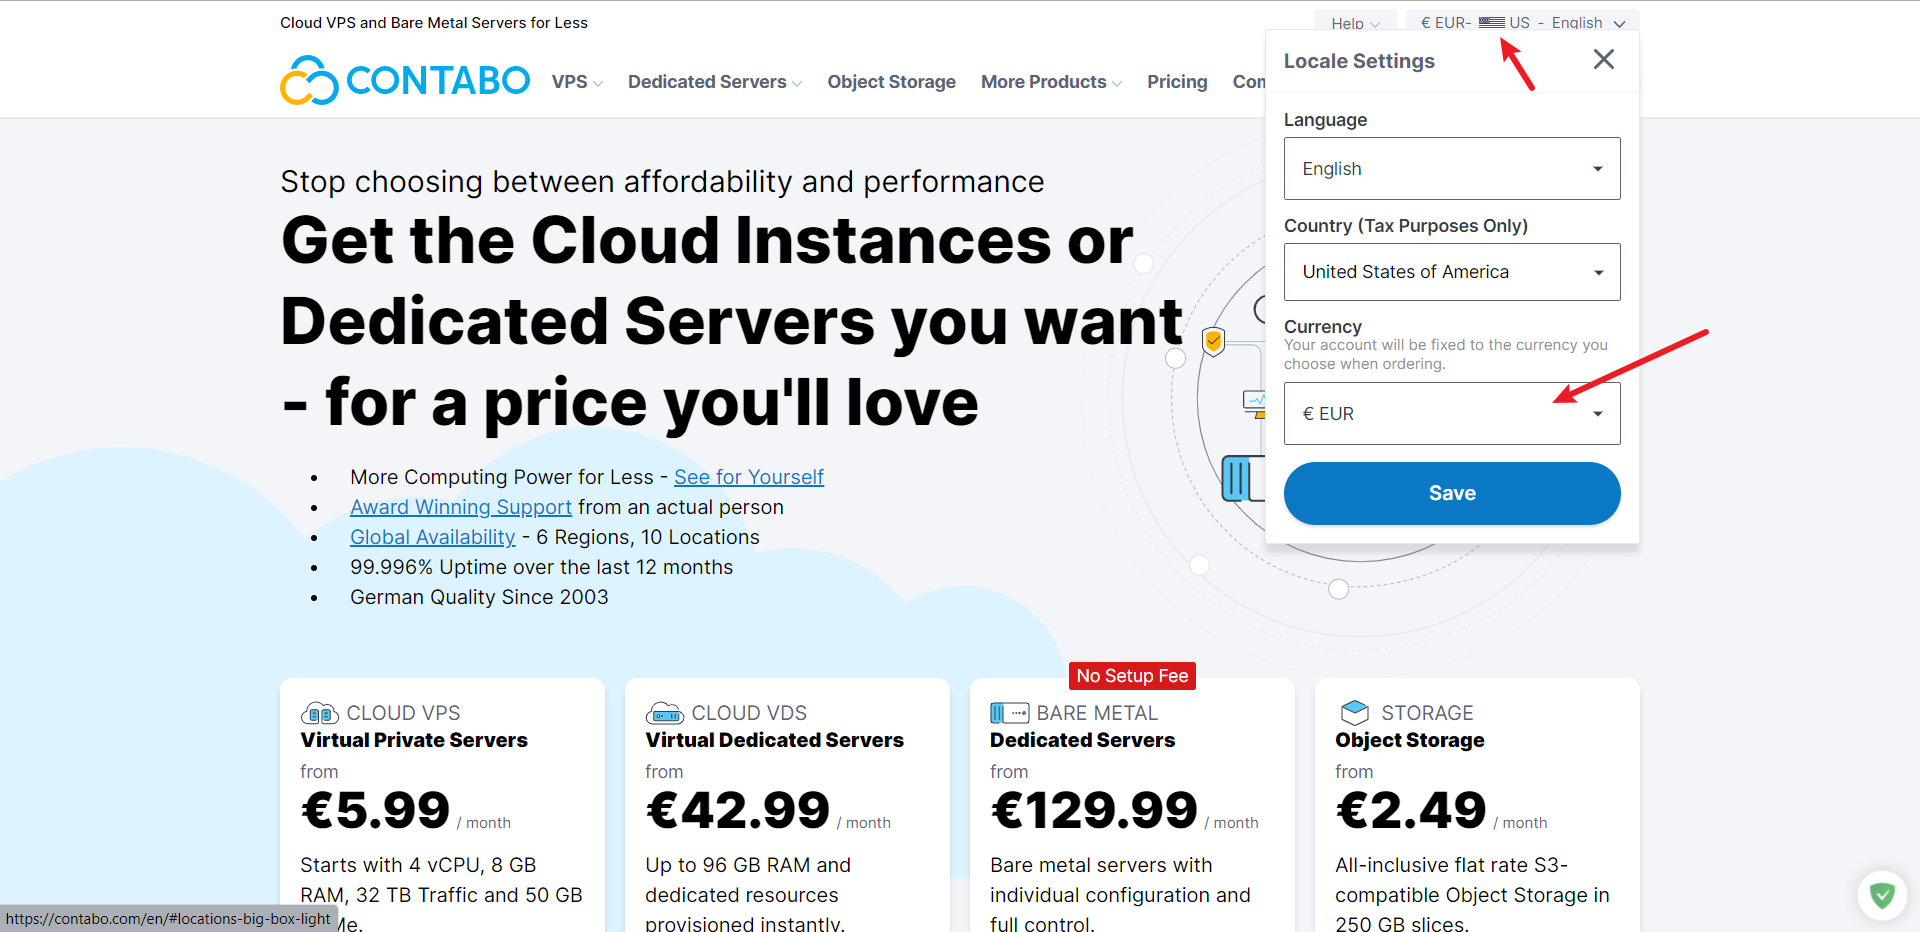 Cloud VPS and Bare Metal Servers for Less
Help
€ EUR- US - English
CONTABO
VPS
Dedicated Servers
Object Storage
More Products
Pricing
Com
Locale Settings
Language
English
Country (Tax Purposes Only)
United States of America
Currency
Your account will be fixed to the currency you
choose when ordering.
€ EUR
Save
Stop choosing between affordability and performance
Get the Cloud Instances or
Dedicated Servers you want
- for a price you'll love
• More Computing Power for Less - See for Yourself
• Award Winning Support from an actual person
• Global Availability - 6 Regions, 10 Locations
• 99.996% Uptime over the last 12 months
• German Quality Since 2003
CLOUD VPS
Virtual Private Servers
from
€5.99 / month
Starts with 4 vCPU, 8 GB
RAM, 32 TB Traffic and 50 GB
Me.
CLOUD VDS
Virtual Dedicated Servers
from
€42.99 / month
Up to 96 GB RAM and
dedicated resources
provisioned instantly.
No Setup Fee
BARE METAL
Dedicated Servers
from
€129.99 / month
Bare metal servers with
individual configuration and
full control.
STORAGE
Object Storage
from
€2.49 / month
All-inclusive flat rate S3-
compatible Object Storage in
250 GB slices.
https://contabo.com/en/#locations-big-box-light